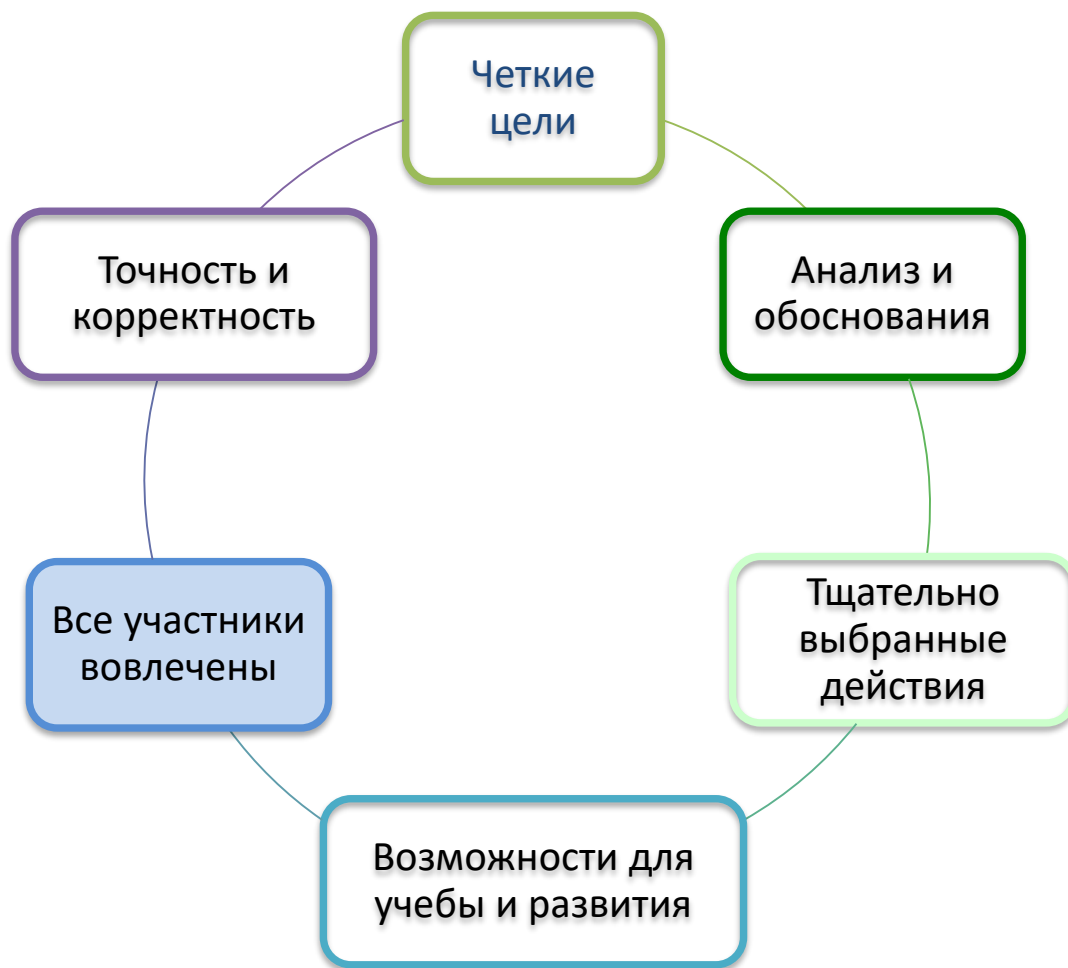 Четкие
цели
Анализ и
обоснования
Тщательно
выбранные
действия
Возможности для
учебы и развития
Все участники
вовлечены
Точность и
корректность